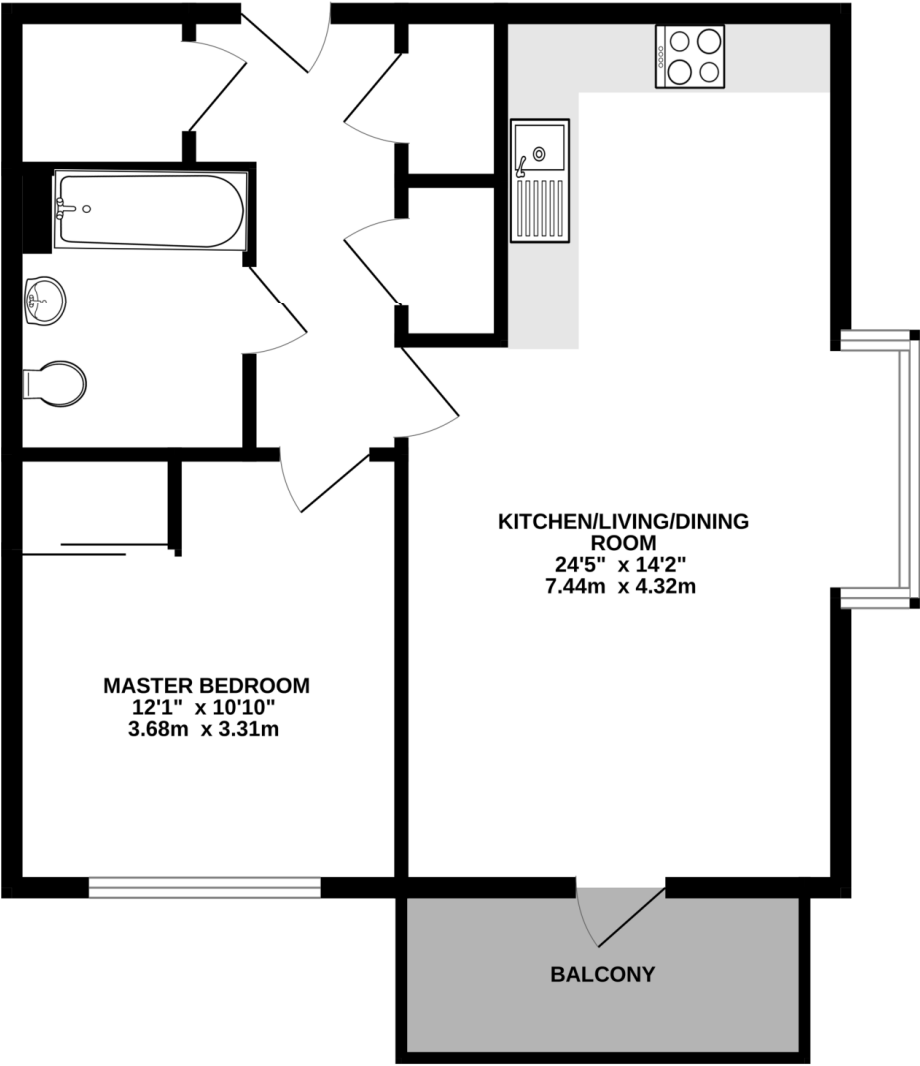 KITCHEN/LIVING/DINING
ROOM
24'5" x 14'2"
7.44m x 4.32m
MASTER BEDROOM
12'1" x 10'10"
3.68m x 3.31m
BALCONY